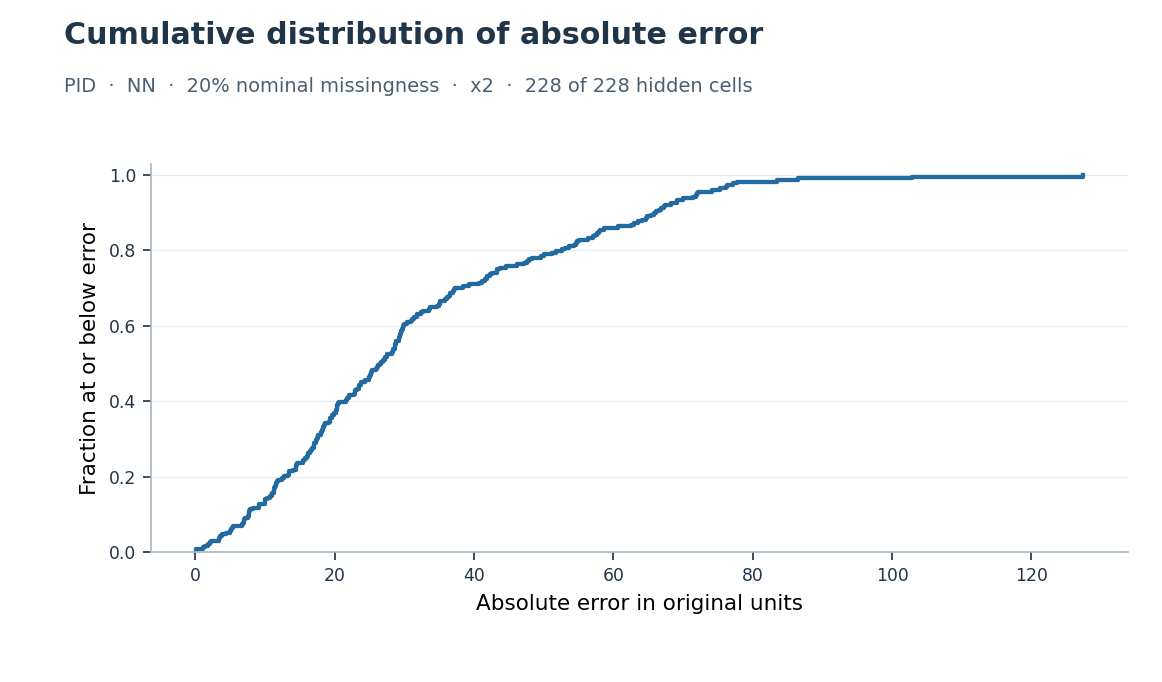 Cumulative distribution of absolute error
PID · NN · 20% nominal missingness · x2 · 228 of 228 hidden cells
1.0
0.8
0.6
0.4
0.2
0.0
Fraction at or below error
0 20 40 60 80 100 120
Absolute error in original units